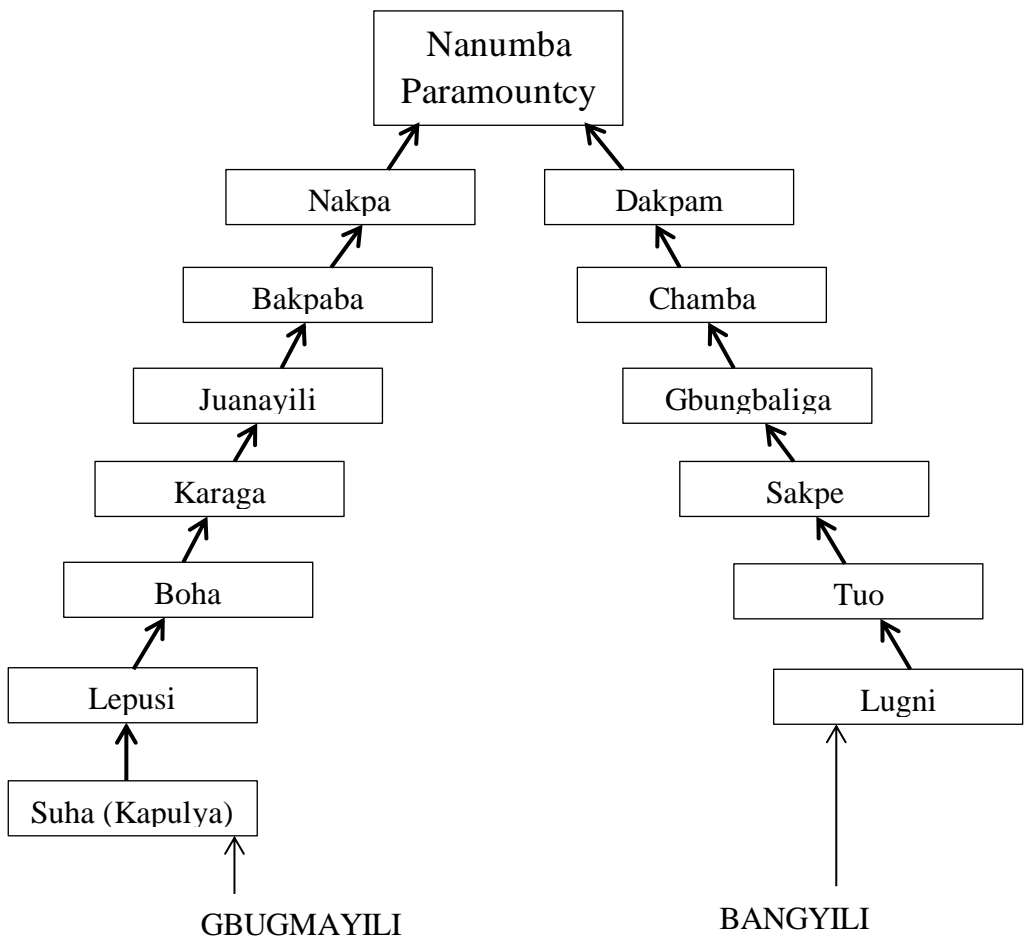 Nanumba
Paramountcy
Nakpa
Dakpam
Bakpaba
Chamba
Juanayili
Gbungbaliga
Karaga
Sakpe
Boha
Tuo
Lepusi
Lugni
Suha (Kapulya)
GBUGMAYILI
BANGYILI